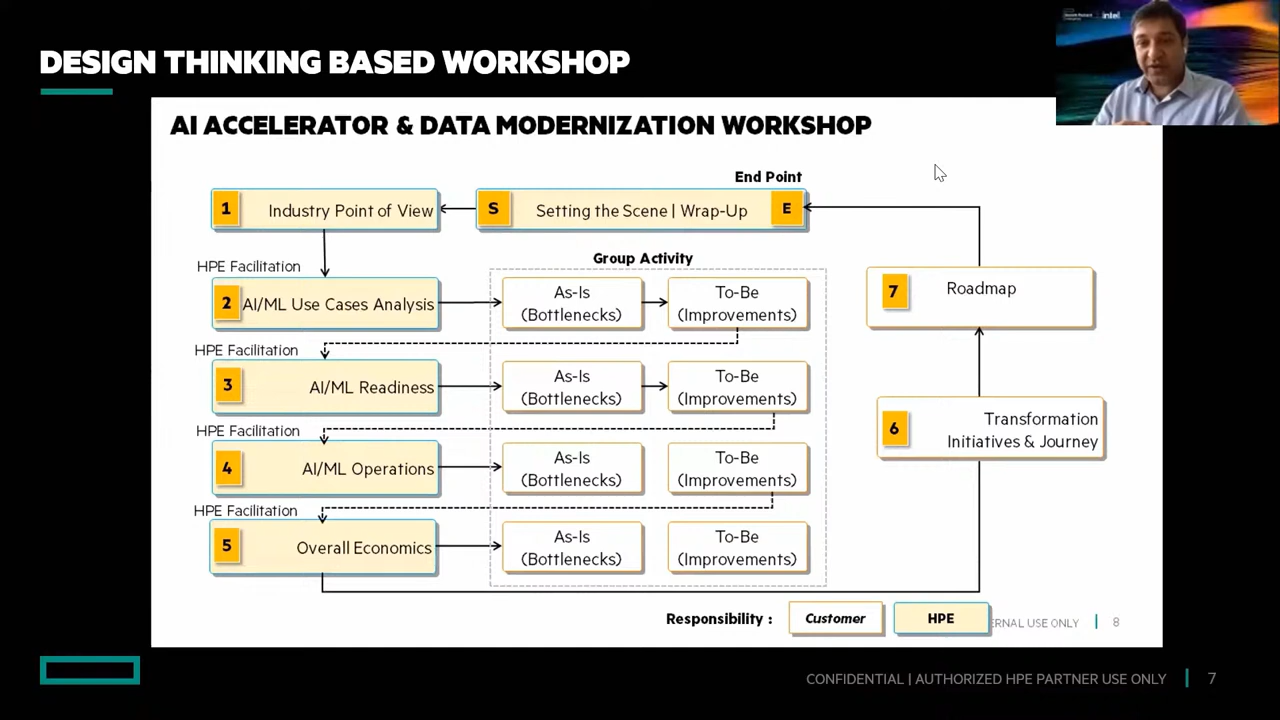 DESIGN THINKING BASED WORKSHOP
intel
AI ACCELERATOR & DATA MODERNIZATION WORKSHOP
End Point
1 Industry Point of View
S Setting the Scene | Wrap-Up E
HPE Facilitation
Group Activity
2 AI/ML Use Cases Analysis
As-Is
(Bottlenecks)
To-Be
(Improvements)
7 Roadmap
HPE Facilitation
3 AI/ML Readiness
As-Is
(Bottlenecks)
To-Be
(Improvements)
6 Transformation
Initiatives & Journey
HPE Facilitation
4 AI/ML Operations
As-Is
(Bottlenecks)
To-Be
(Improvements)
HPE Facilitation
5 Overall Economics
As-Is
(Bottlenecks)
To-Be
(Improvements)
Responsibility : Customer HPE
ERNAL USE ONLY 8
CONFIDENTIAL | AUTHORIZED HPE PARTNER USE ONLY 7